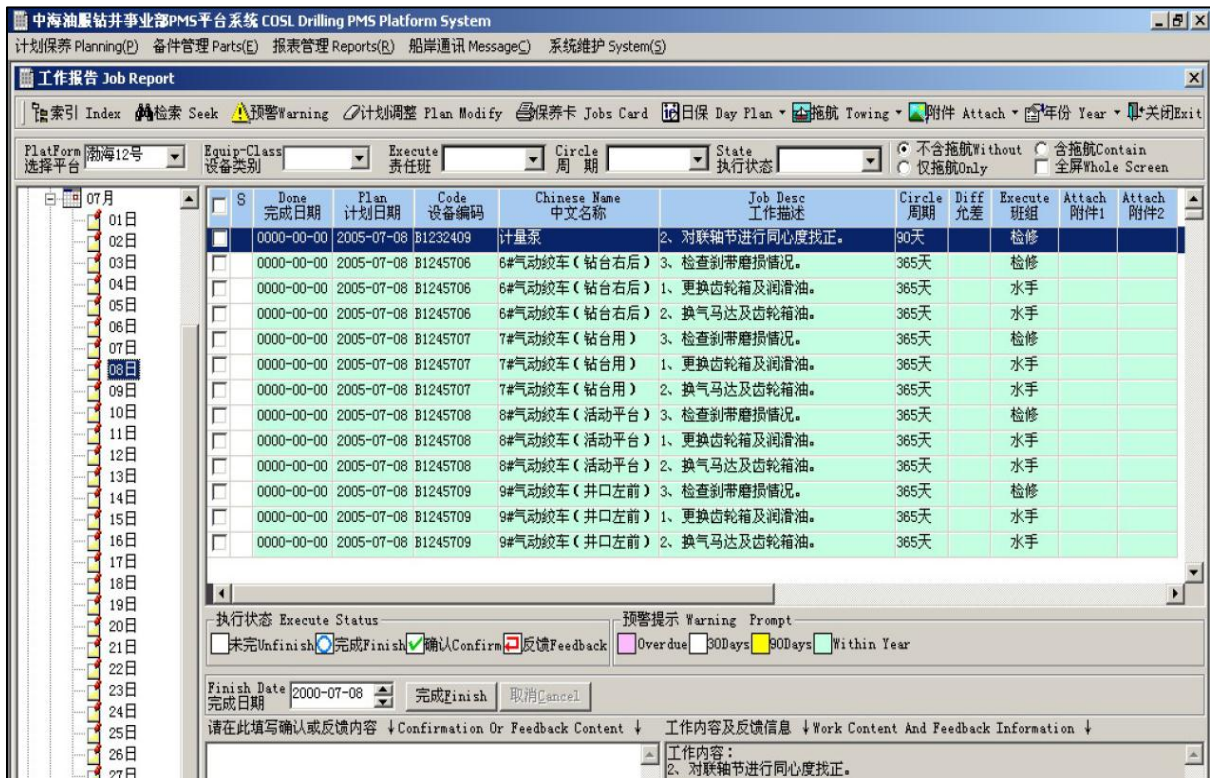 中海油服钻井事业部PMS平台系统 COSL Drilling PMS Platform System
计划保养 Planning(P) 备件管理 Parts(E) 报表管理 Reports(R) 船岸通讯 Message(C) 系统维护 System(S)
工作报告 Job Report
索引 Index 检索 Seek 预警Warning 计划调整 Plan Modify 保养卡 Jobs Card 日保 Day Plan 拖航 Towing 附件 Attach 年份 Year 关闭Exit
PlatForm 选择平台 渤海12号 Equip-Class 设备类别 Execute 责任班 Circle 周 期 State 执行状态 不含拖航Without 含拖航Contain
仅拖航Only 全屏Whole Screen
07月
01日
02日
03日
04日
05日
06日
07日
08日
09日
10日
11日
12日
13日
14日
15日
16日
17日
18日
19日
20日
21日
22日
23日
24日
25日
26日
27日
S Done Plan Code Chinese Name Job Desc Circle Diff Execute Attach Attach
完成日期 计划日期 设备编码 中文名称 工作描述 周期 允差 班组 附件1 附件2
0000-00-00 2005-07-08 B1232409 计量泵 2、对联轴节进行同心度找正。 90天 检修
0000-00-00 2005-07-08 B1245706 6#气动绞车(钻台右后) 3、检查刹带磨损情况。 365天 检修
0000-00-00 2005-07-08 B1245706 6#气动绞车(钻台右后) 1、更换齿轮箱及润滑油。 365天 水手
0000-00-00 2005-07-08 B1245706 6#气动绞车(钻台右后) 2、换气马达及齿轮箱油。 365天 水手
0000-00-00 2005-07-08 B1245707 7#气动绞车(钻台用) 3、检查刹带磨损情况。 365天 检修
0000-00-00 2005-07-08 B1245707 7#气动绞车(钻台用) 1、更换齿轮箱及润滑油。 365天 水手
0000-00-00 2005-07-08 B1245707 7#气动绞车(钻台用) 2、换气马达及齿轮箱油。 365天 水手
0000-00-00 2005-07-08 B1245708 8#气动绞车(活动平台) 3、检查刹带磨损情况。 365天 检修
0000-00-00 2005-07-08 B1245708 8#气动绞车(活动平台) 1、更换齿轮箱及润滑油。 365天 水手
0000-00-00 2005-07-08 B1245708 8#气动绞车(活动平台) 2、换气马达及齿轮箱油。 365天 水手
0000-00-00 2005-07-08 B1245709 9#气动绞车(井口左前) 3、检查刹带磨损情况。 365天 检修
0000-00-00 2005-07-08 B1245709 9#气动绞车(井口左前) 1、更换齿轮箱及润滑油。 365天 水手
0000-00-00 2005-07-08 B1245709 9#气动绞车(井口左前) 2、换气马达及齿轮箱油。 365天 水手
执行状态 Execute Status 预警提示 Warning Prompt
未完Unfinish 完成Finish 确认Confirm 反馈Feedback Overdue 30Days 90Days Within Year
Finish Date 完成日期 2000-07-08 完成Finish 取消Cancel
请在此填写确认或反馈内容 ↓Confirmation Or Feedback Content ↓ 工作内容及反馈信息 ↓Work Content And Feedback Information ↓
工作内容:
2、对联轴节进行同心度找正。